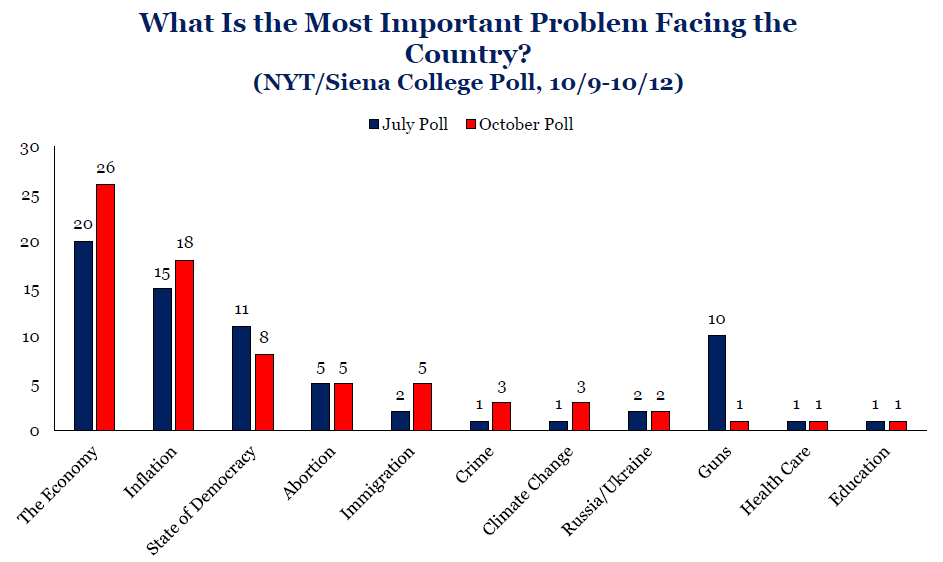 What Is the Most Important Problem Facing the
Country?
(NYT/Siena College Poll, 10/9-10/12)
July Poll October Poll
30
25
20
15
10
5
0
20 26
15 18
11 8
5 5
2 5
1 3
1 3
2 2
10 1
1 1
1 1
The Economy
Inflation
State of Democracy
Abortion
Immigration
Crime
Climate Change
Russia/Ukraine
Guns
Health Care
Education